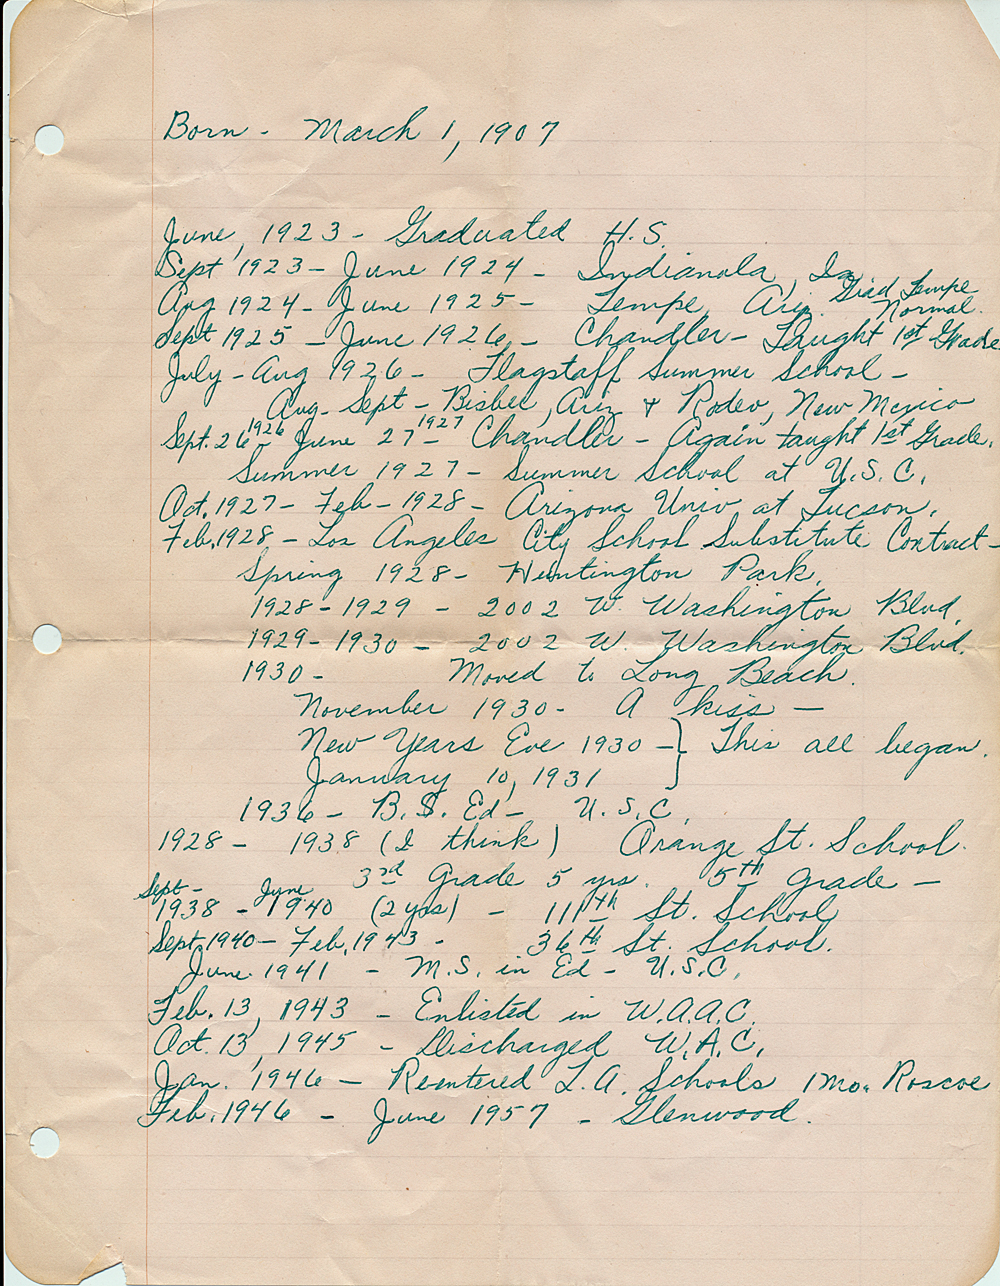 Born - March 1, 1907
June, 1923 - Graduated H.S.
Sept 1923 - June 1924 - Indianola, Ia.
Aug 1924 - June 1925 - Tempe, Ariz. Grad Tempe Normal.
Sept 1925 - June 1926 - Chandler - Taught 1st Grade
July - Aug 1926 - Flagstaff Summer School -
Aug - Sept - Bisbee, Ariz & Rodeo, New Mexico
Sept. 26 1926 - June 27 1927 - Chandler - Again taught 1st Grade.
Summer 1927 - Summer School at U.S.C.
Oct. 1927 - Feb - 1928 - Arizona Univ. at Tucson.
Feb. 1928 - Los Angeles City School Substitute Contract -
Spring 1928 - Huntington Park.
1928 - 1929 - 2002 W. Washington Blvd.
1929 - 1930 - 2002 W. Washington Blvd.
1930 - Moved to Long Beach.
November 1930 - A kiss -
New Years Eve 1930 - } This all began.
January 10, 1931
1936 - B.S. Ed - U.S.C.
1928 - 1938 (I think) Orange St. School.
3rd Grade 5 yrs. 5th grade -
Sept - 1938 - June 1940 (2 yrs) - 111th St. School
Sept. 1940 - Feb. 1943 - 36th St. School.
June 1941 - M.S. in Ed - U.S.C.
Feb. 13, 1943 - Enlisted in W.A.A.C.
Oct. 13, 1945 - Discharged W.A.C.
Jan. 1946 - Reentered L.A. Schools 1 mo. Roscoe
Feb. 1946 - June 1957 - Glenwood.